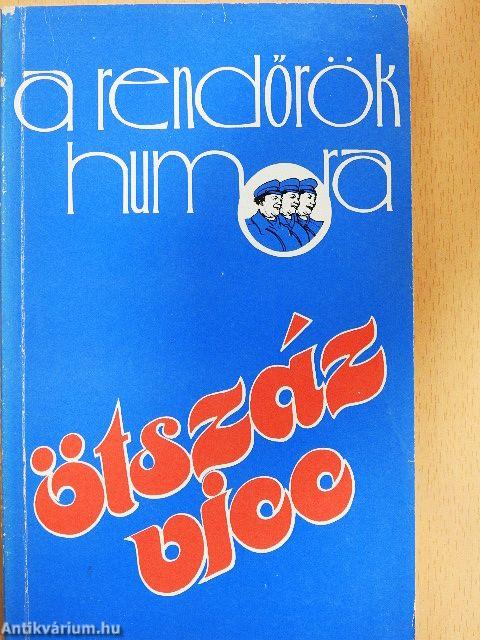 a rendőrök
humora
ötszáz
vicc
Antikvárium.hu